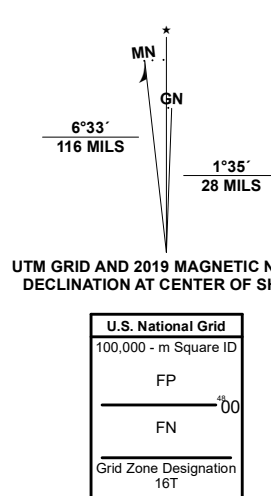 ★
MN
GN
6°33´
116 MILS
1°35´
28 MILS
UTM GRID AND 2019 MAGNETIC N
DECLINATION AT CENTER OF SH
U.S. National Grid
100,000 - m Square ID
FP
4800
FN
Grid Zone Designation
16T